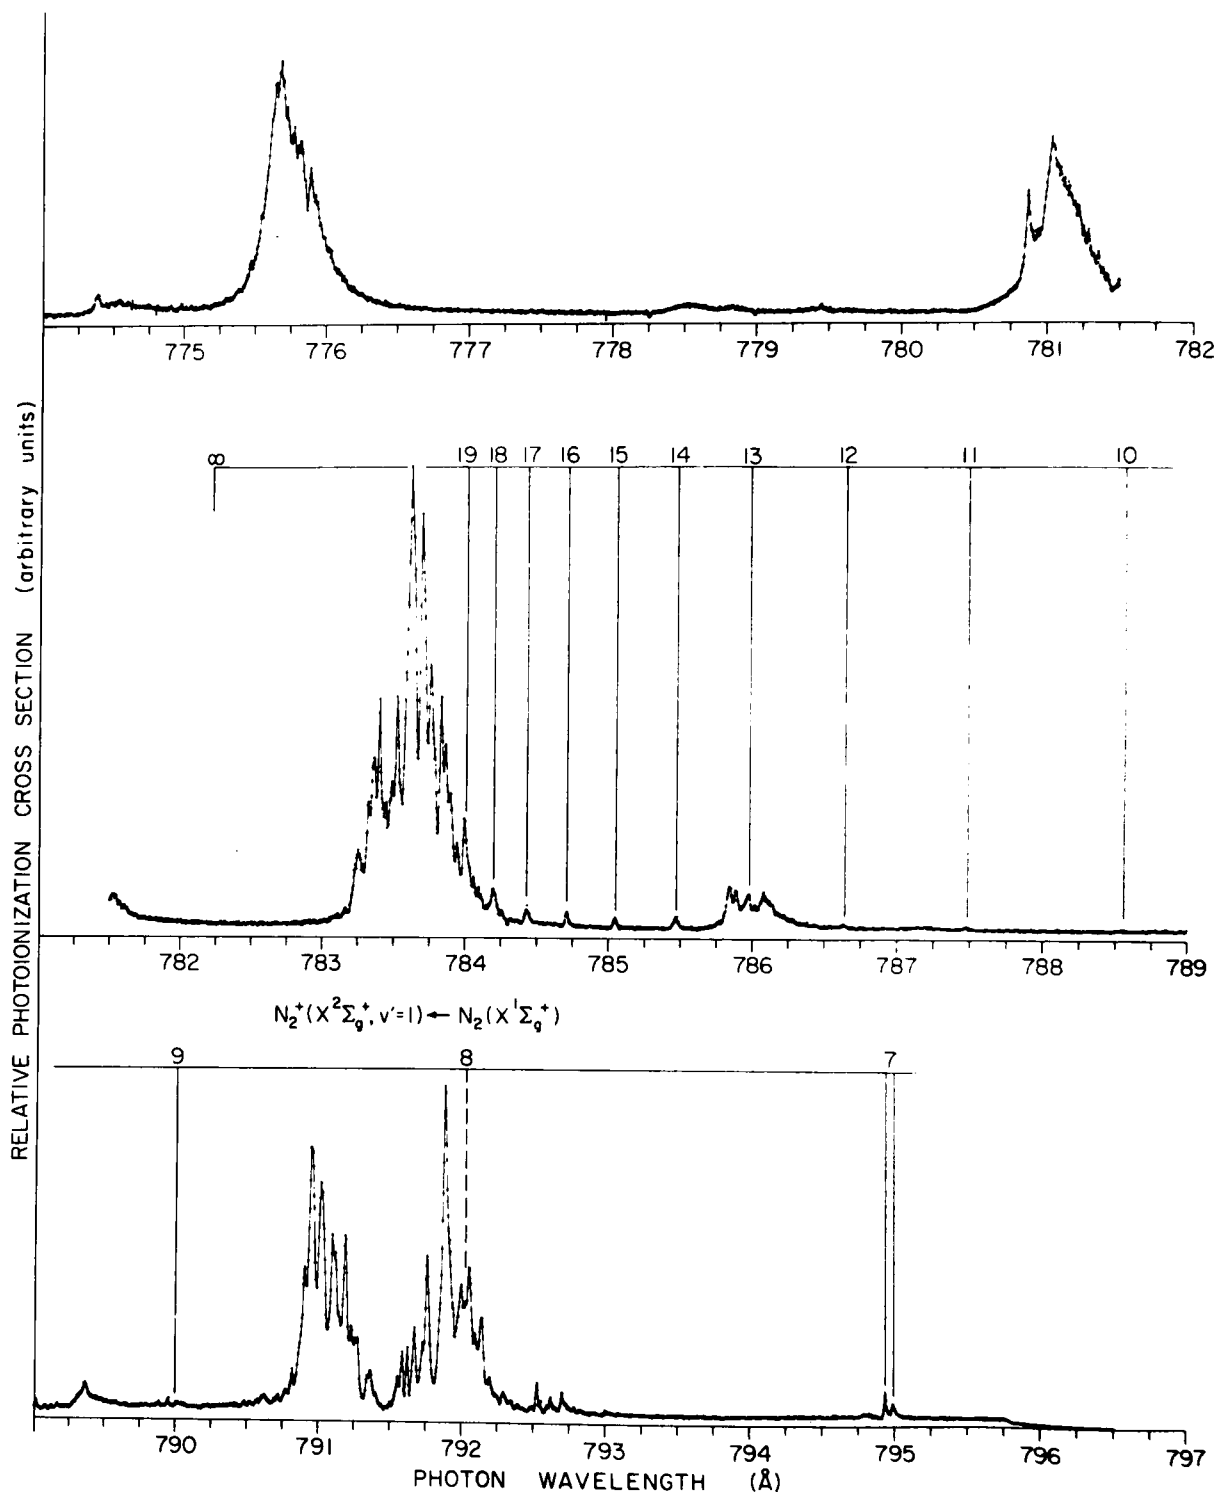 775 776 777 778 779 780 781 782
∞ 19 18 17 16 15 14 13 12 11 10
782 783 784 785 786 787 788 789
N₂⁺(X²Σg⁺, v'=1)← N₂(X¹Σg⁺)
9 8 7
790 791 792 793 794 795 796 797
PHOTON WAVELENGTH (Å)
RELATIVE PHOTOIONIZATION CROSS SECTION (arbitrary units)